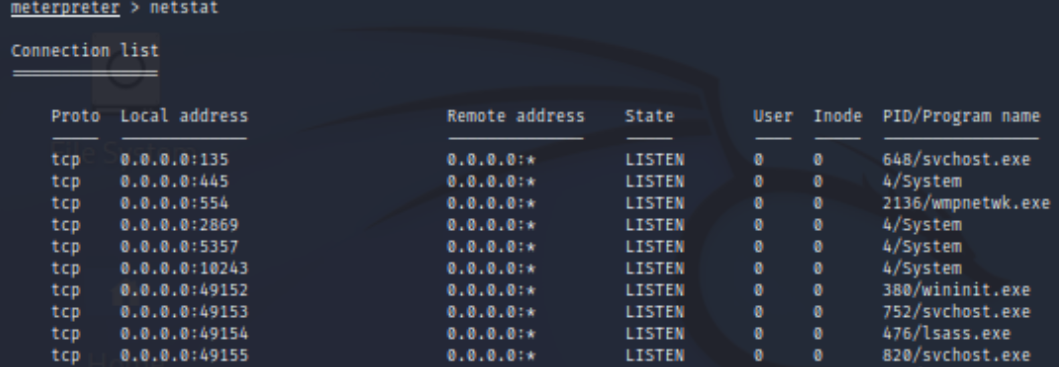 meterpreter > netstat
Connection list
Proto Local address Remote address State User Inode PID/Program name
tcp 0.0.0.0:135 0.0.0.0:* LISTEN 0 0 648/svchost.exe
tcp 0.0.0.0:445 0.0.0.0:* LISTEN 0 0 4/System
tcp 0.0.0.0:554 0.0.0.0:* LISTEN 0 0 2136/wmpnetwk.exe
tcp 0.0.0.0:2869 0.0.0.0:* LISTEN 0 0 4/System
tcp 0.0.0.0:5357 0.0.0.0:* LISTEN 0 0 4/System
tcp 0.0.0.0:10243 0.0.0.0:* LISTEN 0 0 4/System
tcp 0.0.0.0:49152 0.0.0.0:* LISTEN 0 0 380/wininit.exe
tcp 0.0.0.0:49153 0.0.0.0:* LISTEN 0 0 752/svchost.exe
tcp 0.0.0.0:49154 0.0.0.0:* LISTEN 0 0 476/lsass.exe
tcp 0.0.0.0:49155 0.0.0.0:* LISTEN 0 0 820/svchost.exe